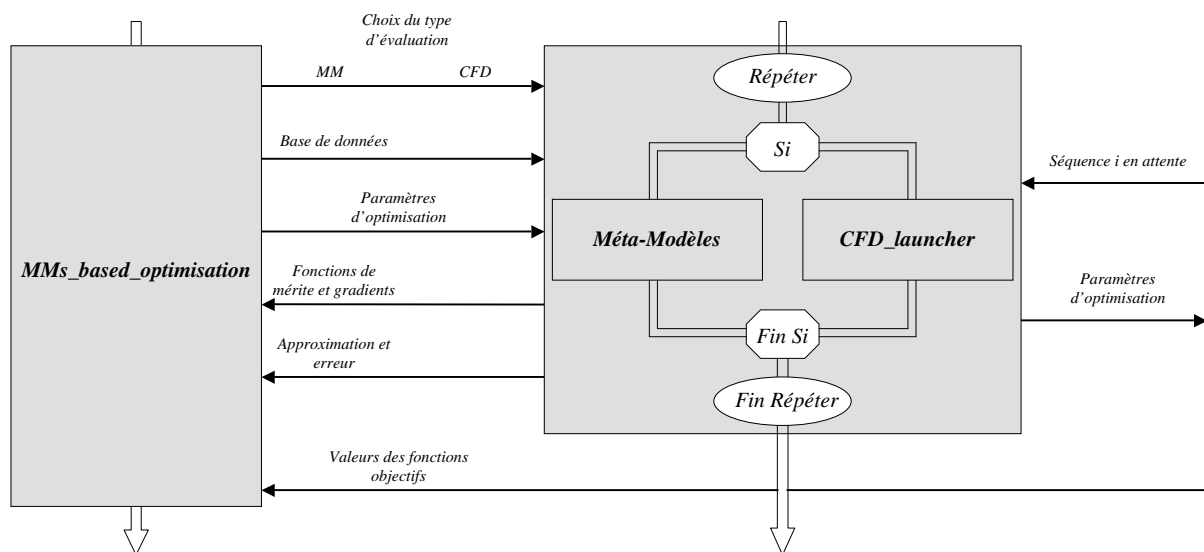 Choix du type
d’évaluation
MM CFD
Base de données
Paramètres
d’optimisation
MMs_based_optimisation
Fonctions de
mérite et gradients
Approximation et
erreur
Valeurs des fonctions
objectifs
Répéter
Si
Méta-Modèles
CFD_launcher
Fin Si
Fin Répéter
Séquence i en attente
Paramètres
d’optimisation